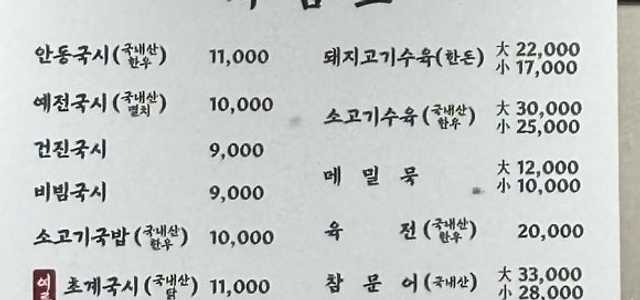 안동국시 (국내산 한우) 11,000
예전국시 (국내산 멸치) 10,000
건진국시 9,000
비빔국시 9,000
소고기국밥 (국내산 한우) 10,000
초계국시 (국내산 닭) 11,000
돼지고기수육 (한돈) 大 22,000
小 17,000
소고기수육 (국내산 한우) 大 30,000
小 25,000
메밀묵 大 12,000
小 10,000
육전 (국내산 한우) 20,000
참문어 (국내산) 大 33,000
小 28,000